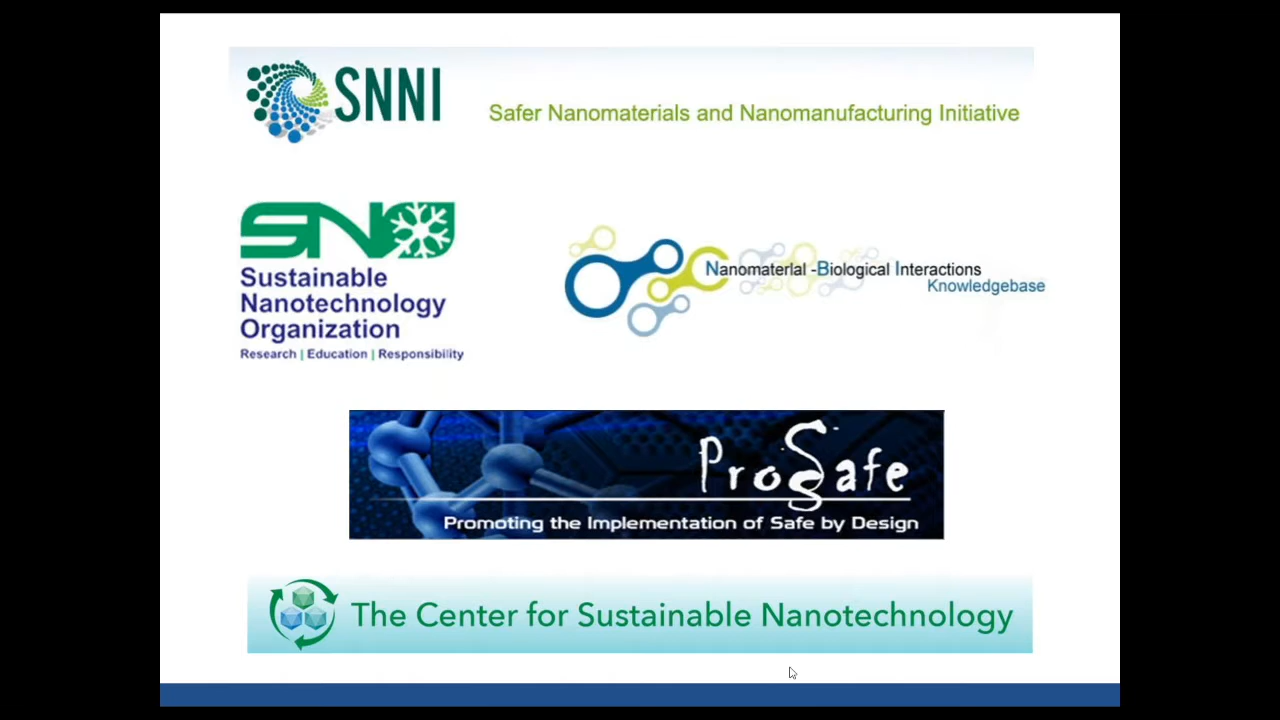 SNNI
Safer Nanomaterials and Nanomanufacturing Initiative
SNO
Sustainable
Nanotechnology
Organization
Research | Education | Responsibility
Nanomaterial -Biological Interactions
Knowledgebase
ProSafe
Promoting the Implementation of Safe by Design
The Center for Sustainable Nanotechnology